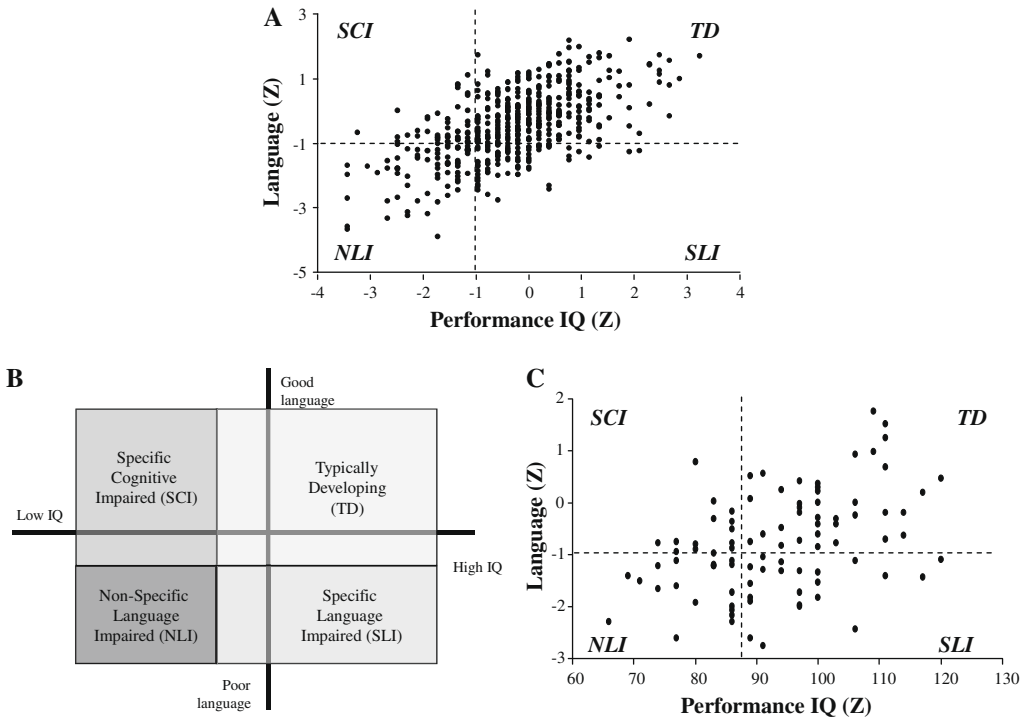 A
SCI
TD
NLI
SLI
3
1
-1
-3
-5
Language (Z)
-4 -3 -2 -1 0 1 2 3 4
Performance IQ (Z)
B
Good
language
Specific
Cognitive
Impaired (SCI)
Typically
Developing
(TD)
Low IQ
High IQ
Non-Specific
Language
Impaired (NLI)
Specific
Language
Impaired (SLI)
Poor
language
C
SCI
TD
NLI
SLI
2
1
0
-1
-2
-3
Language (Z)
60 70 80 90 100 110 120 130
Performance IQ (Z)